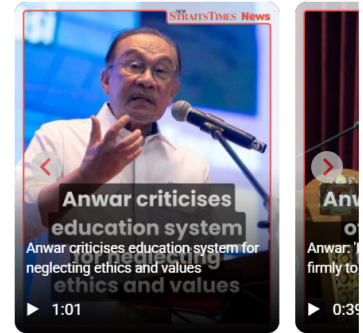 NEW
STRAITS TIMES News
Anwar criticises
education system
for neglecting
ethics and values
Anwar criticises education system for
neglecting ethics and values
1:01
Anw
Anwar: '
firmly to
0:39